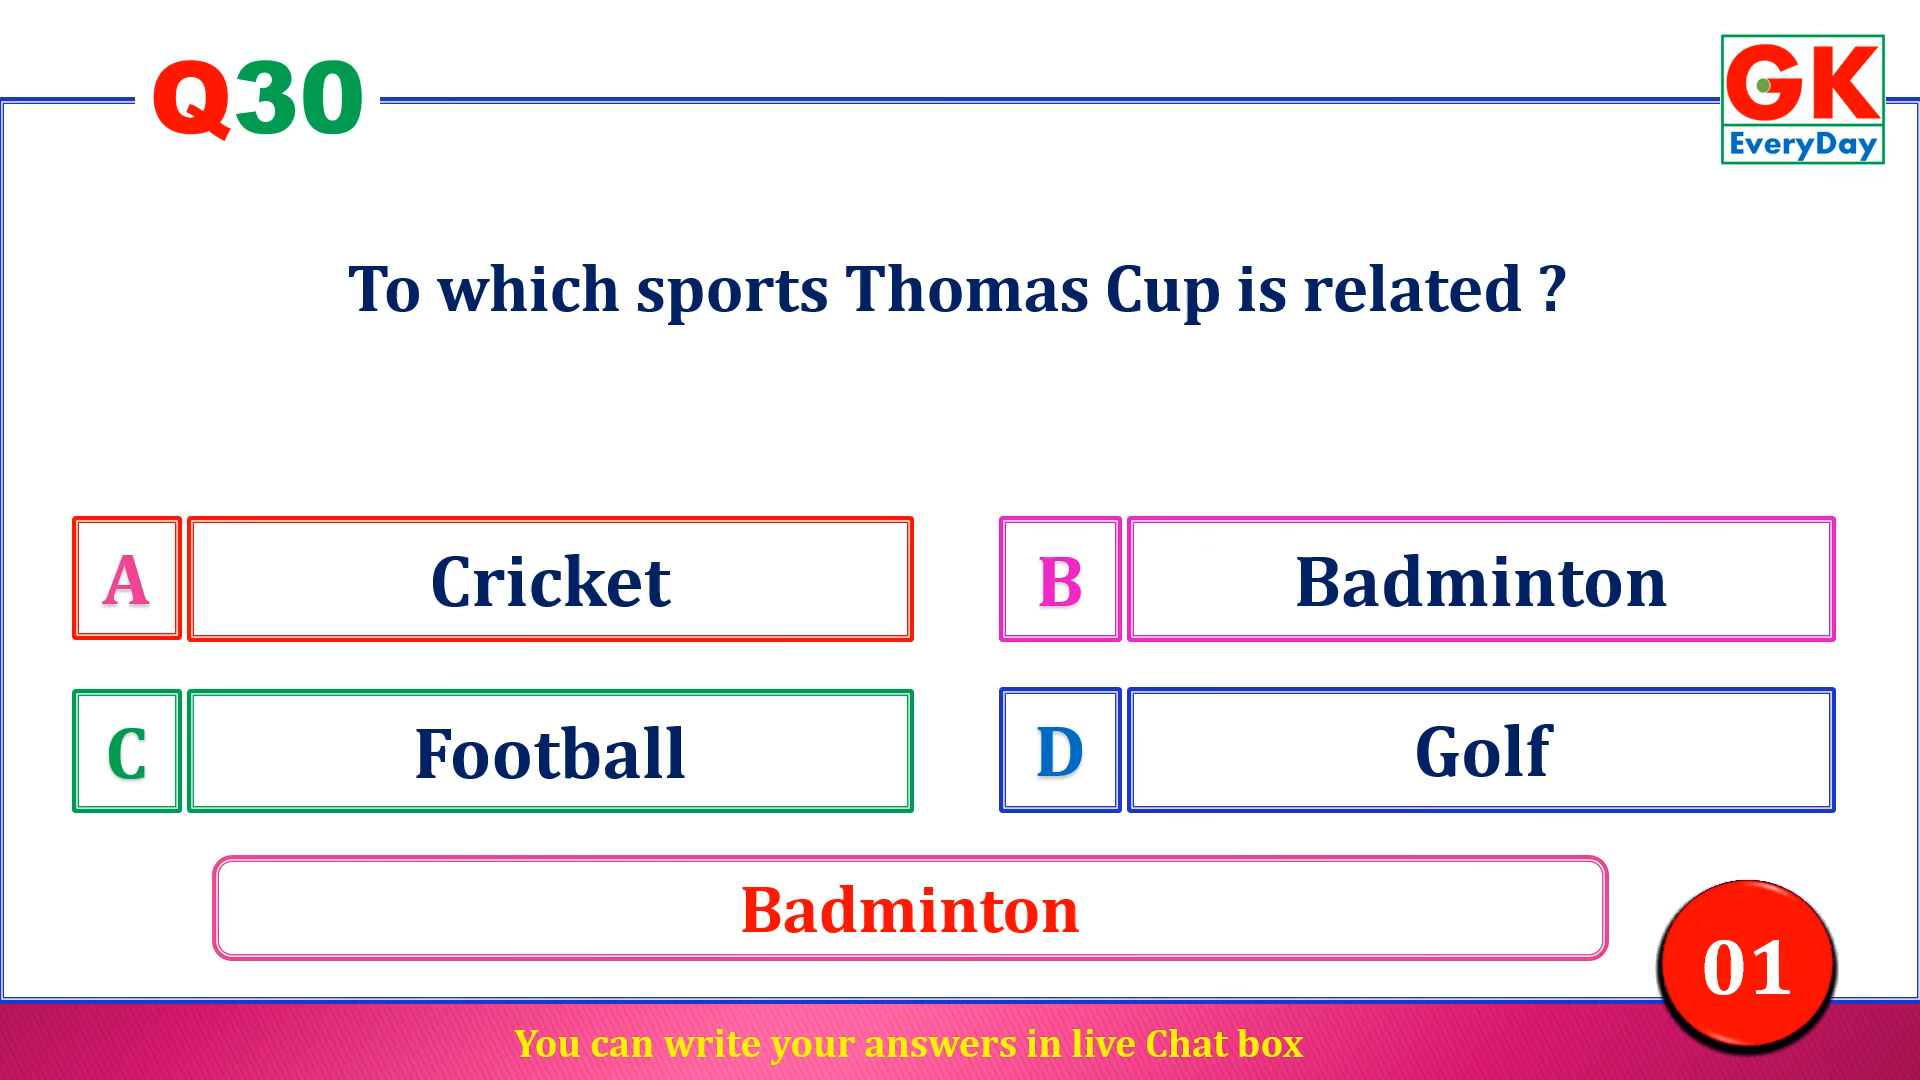 Q30
GK
EveryDay
To which sports Thomas Cup is related ?
A Cricket
B Badminton
C Football
D Golf
Badminton
01
You can write your answers in live Chat box